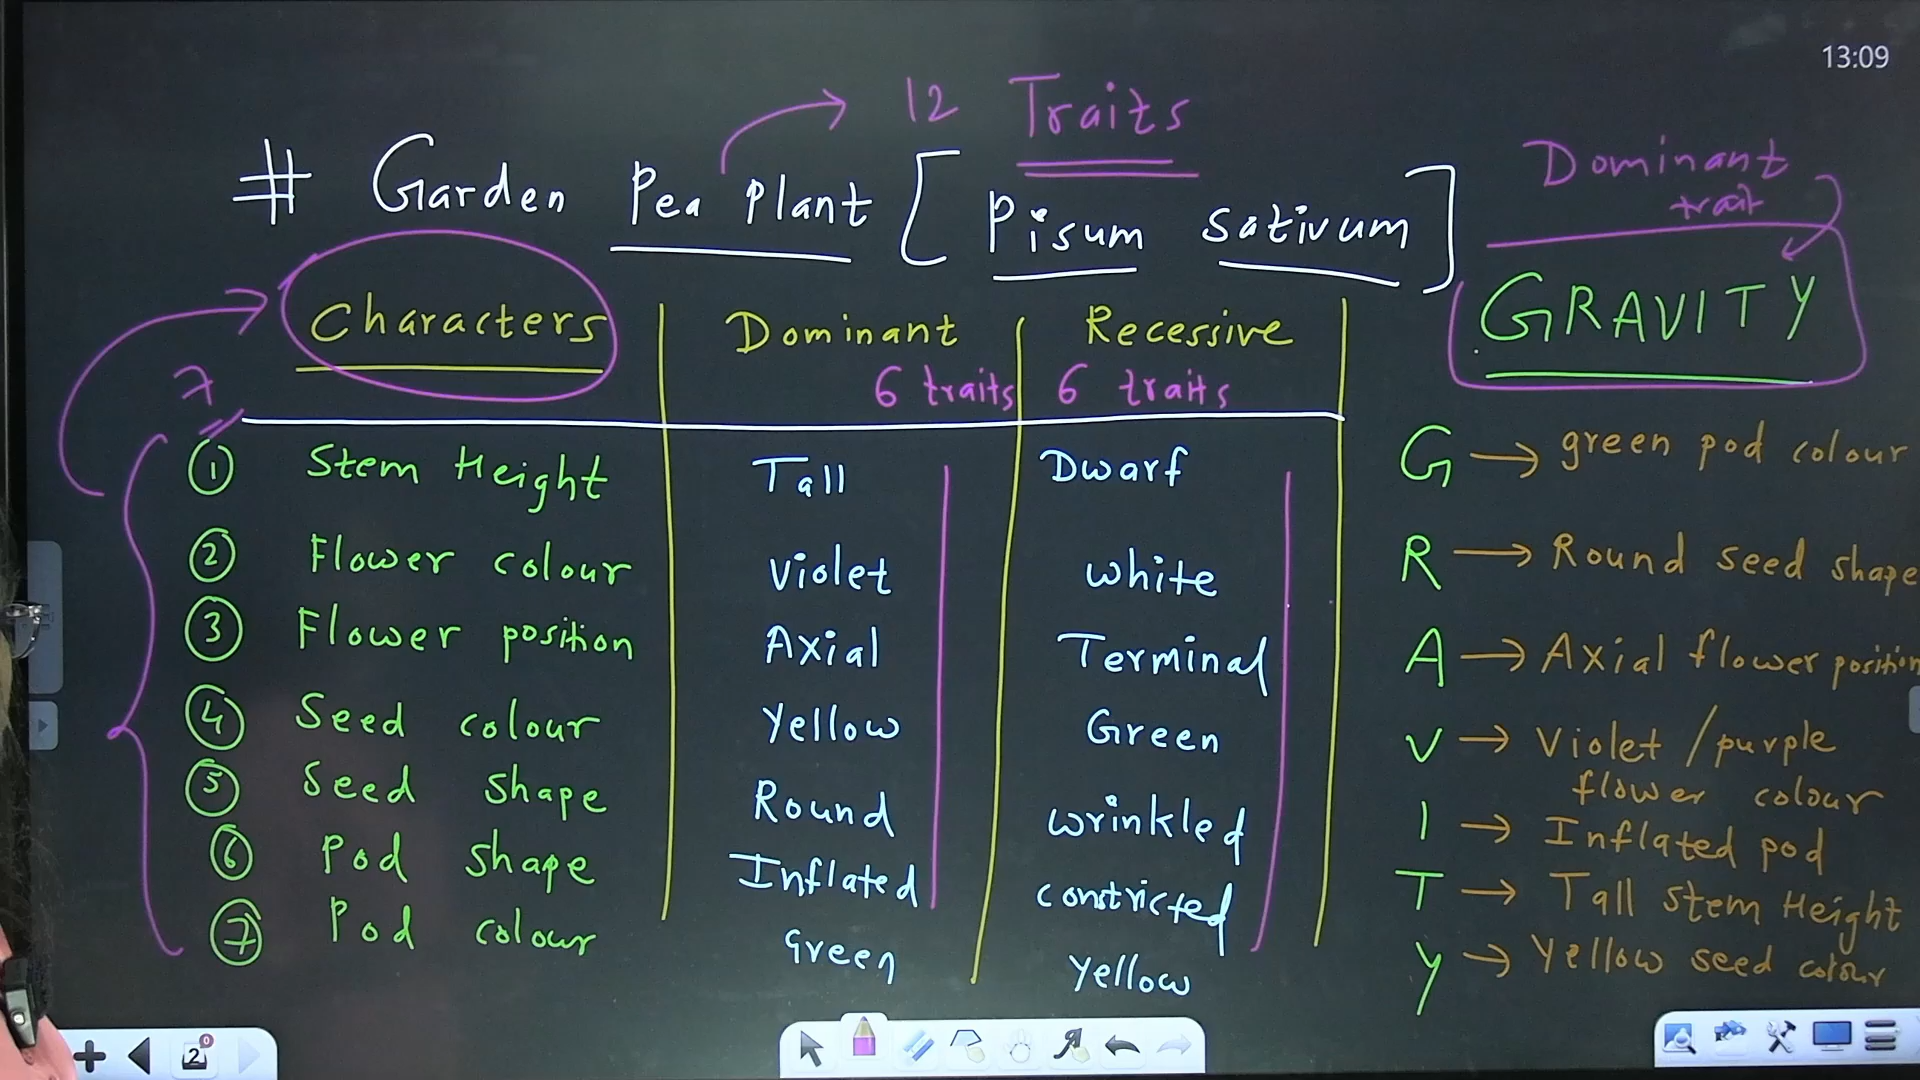 13:09
12 Traits
# Garden Pea Plant [Pisum sativum]
Dominant trait
GRAVITY
Characters Dominant Recessive
7 6 traits 6 traits
1 Stem Height Tall Dwarf
2 Flower colour Violet white
3 Flower position Axial Terminal
4 Seed colour Yellow Green
5 Seed shape Round wrinkled
6 Pod shape Inflated constricted
7 Pod colour Green Yellow
G → green pod colour
R → Round seed shape
A → Axial flower position
V → Violet/purple flower colour
I → Inflated pod
T → Tall stem Height
Y → Yellow seed colour
2 0